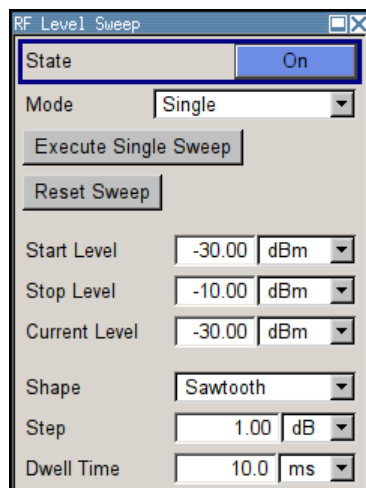 RF Level Sweep
State On
Mode Single
Execute Single Sweep
Reset Sweep
Start Level -30.00 dBm
Stop Level -10.00 dBm
Current Level -30.00 dBm
Shape Sawtooth
Step 1.00 dB
Dwell Time 10.0 ms